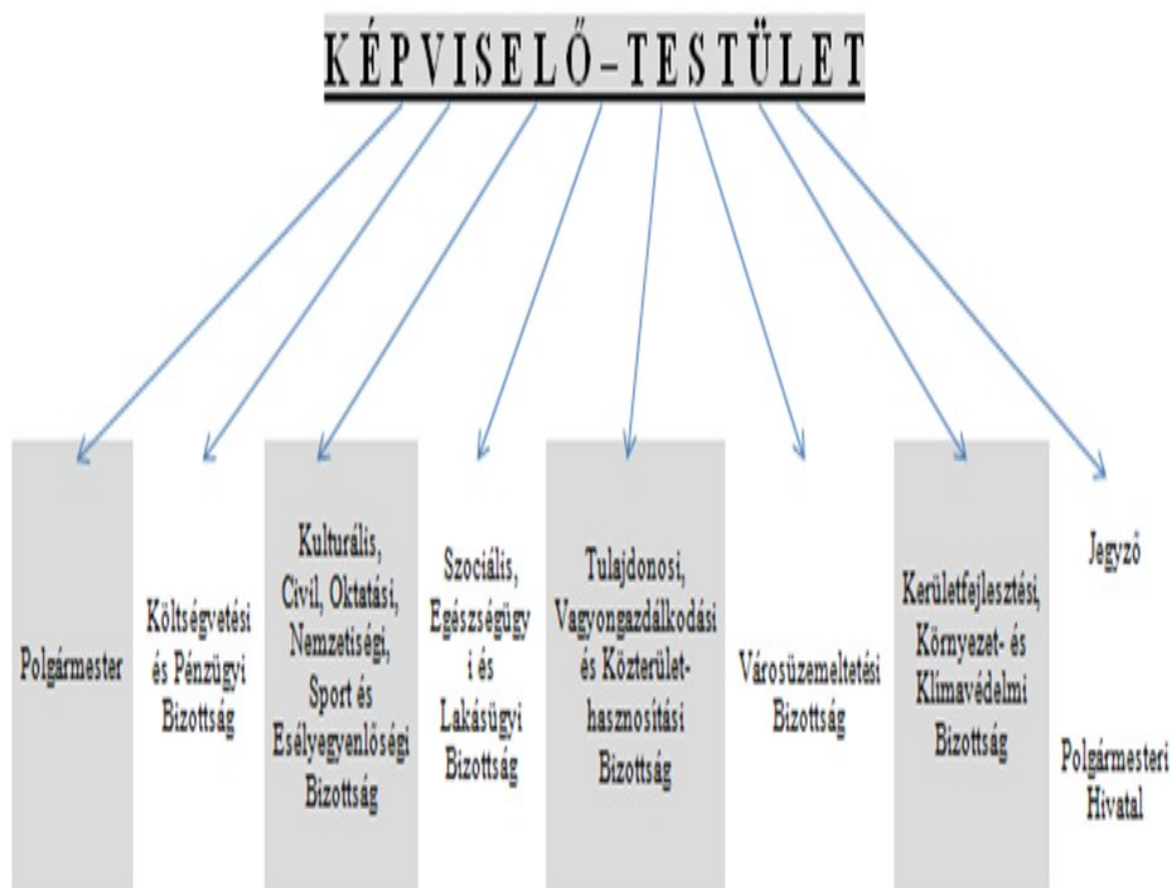 KÉPVISELŐ–TESTÜLET
Polgármester
Költségvetési
és Pénzügyi
Bizottság
Kulturális,
Civil, Oktatási,
Nemzetiségi,
Sport és
Esélyegyenlőségi
Bizottság
Szociális,
Egészségügy
i és
Lakásügyi
Bizottság
Tulajdonosi,
Vagyongazdálkodási
és Közterület-
hasznosítási
Bizottság
Városüzemeltetési
Bizottság
Kerületfejlesztési,
Környezet- és
Klímavédelmi
Bizottság
Jegyző
Polgármesteri
Hivatal